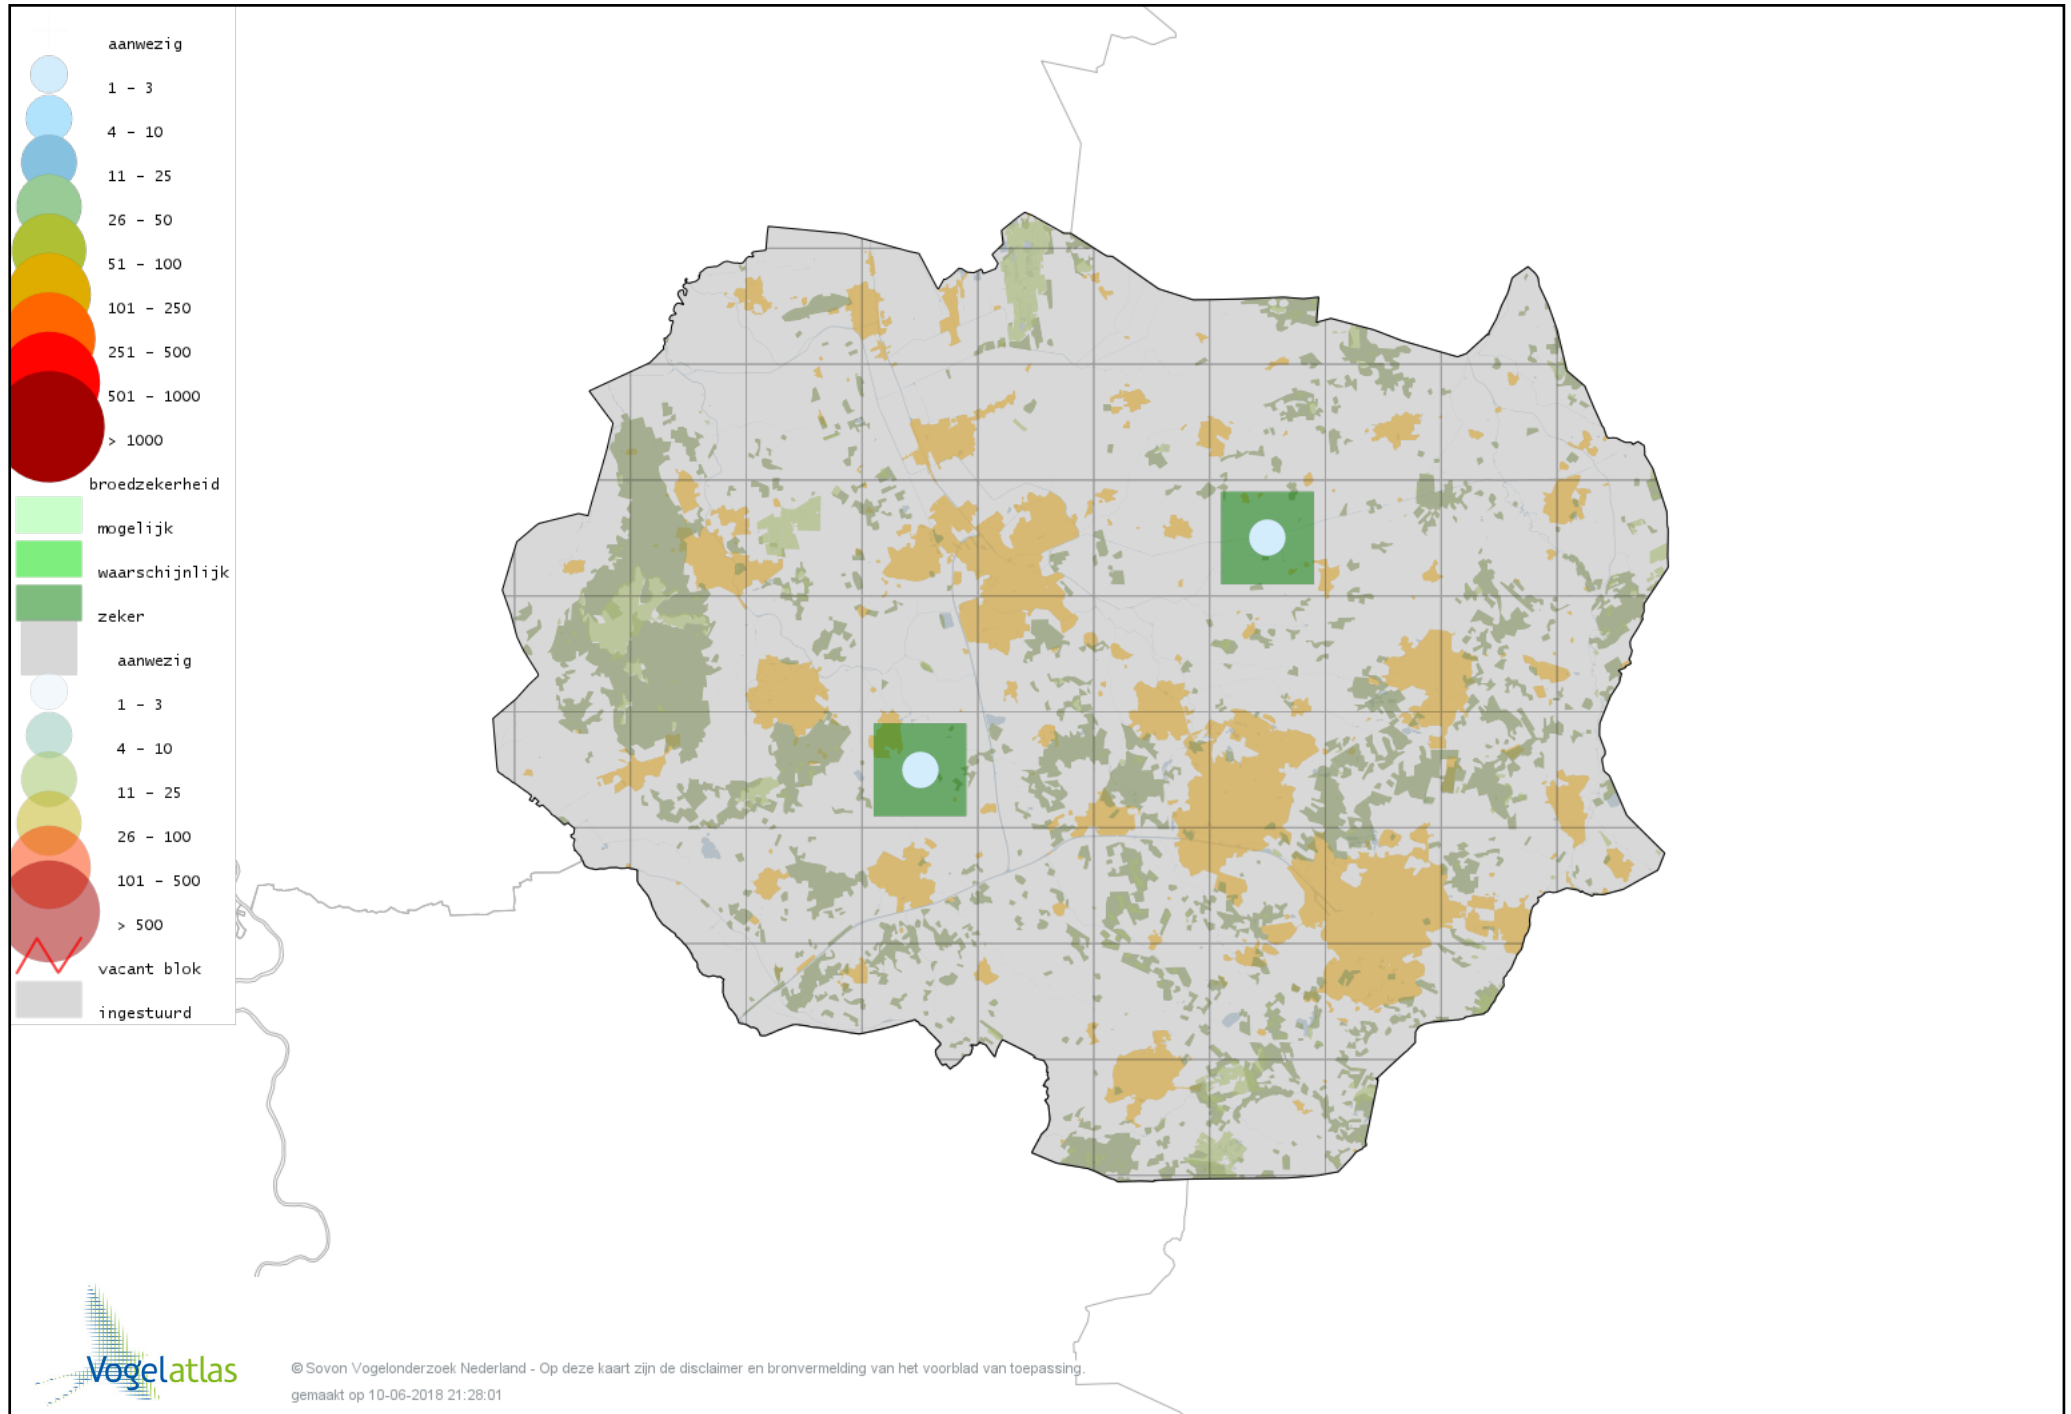 aanwezig
1 - 3
4 - 10
11 - 25
26 - 50
51 - 100
101 - 250
251 - 500
501 - 1000
> 1000
broedzekerheid
mogelijk
waarschijnlijk
zeker
aanwezig
1 - 3
4 - 10
11 - 25
26 - 100
101 - 500
> 500
vacant blok
ingestuurd
Vogelatlas
© Sovon Vogelonderzoek Nederland - Op deze kaart zijn de disclaimer en bronvermelding van het voorblad van toepassing.
gemaakt op 10-06-2018 21:28:01